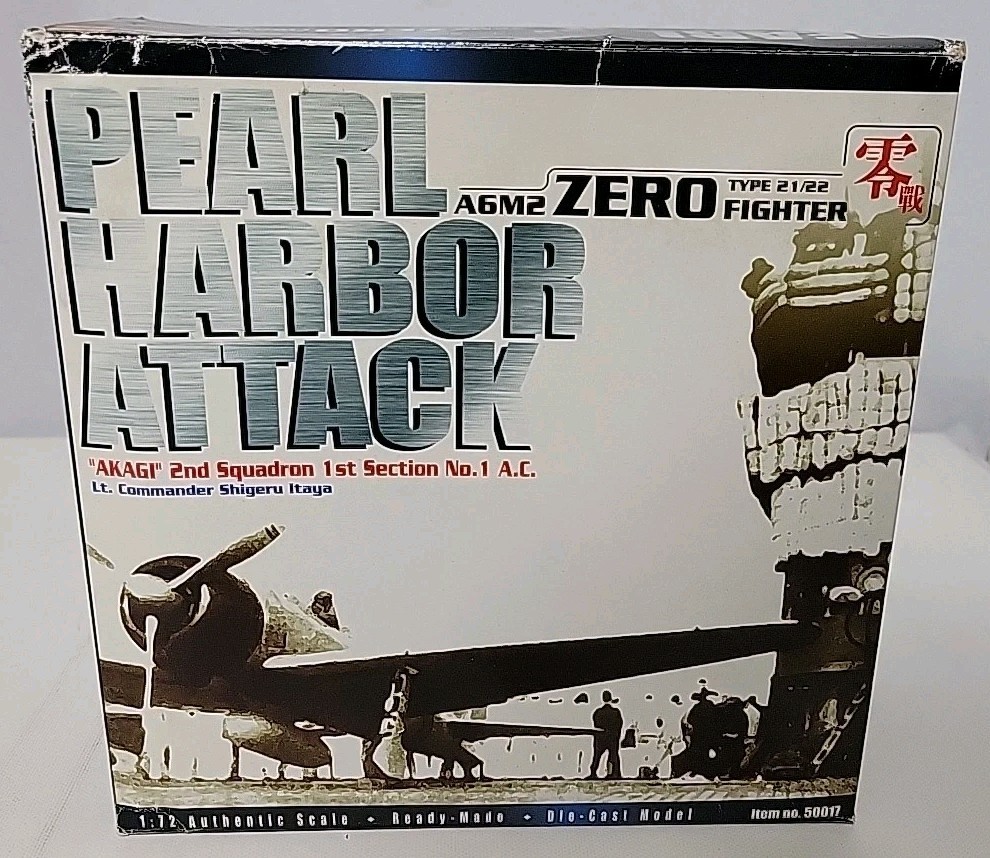 PEARL
HARBOR
ATTACK
A6M2 ZERO TYPE 21/22 FIGHTER
零戰
"AKAGI" 2nd Squadron 1st Section No.1 A.C.
Lt. Commander Shigeru Itaya
1:72 Authentic Scale • Ready-Made • Die-Cast Model
Item no. 50017